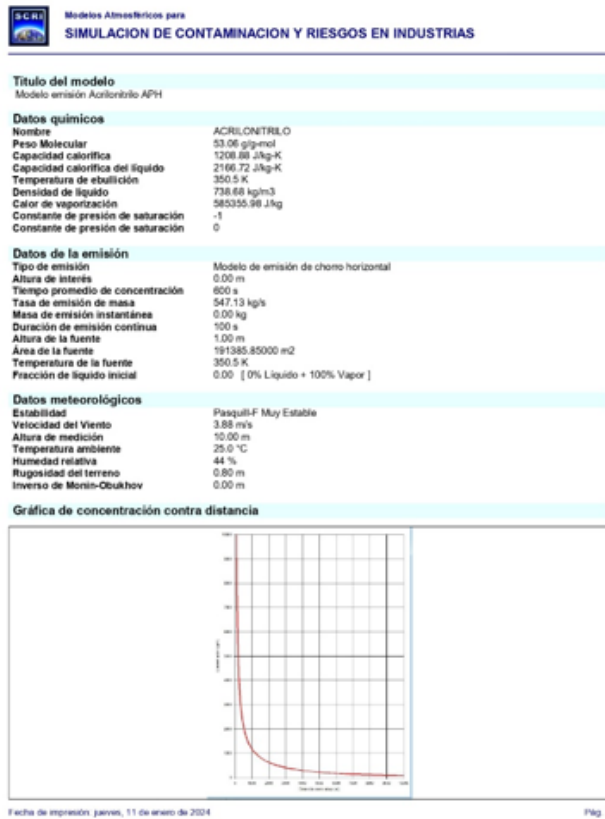 SCRI
Modelos Atmosféricos para
SIMULACION DE CONTAMINACION Y RIESGOS EN INDUSTRIAS
Título del modelo
Modelo emisión Acrilonitrilo APH
Datos químicos
Nombre ACRILONITRILO
Peso Molecular 53.06 g/g-mol
Capacidad calorífica 1208.88 J/kg-K
Capacidad calorífica del líquido 2166.72 J/kg-K
Temperatura de ebullición 350.5 K
Densidad de líquido 738.68 kg/m3
Calor de vaporización 585355.98 J/kg
Constante de presión de saturación -1
Constante de presión de saturación 0
Datos de la emisión
Tipo de emisión Modelo de emisión de chorro horizontal
Altura de interés 0.00 m
Tiempo promedio de concentración 600 s
Tasa de emisión de masa 547.13 kg/s
Masa de emisión instantánea 0.00 kg
Duración de emisión contínua 100 s
Altura de la fuente 1.00 m
Área de la fuente 191385.85000 m2
Temperatura de la fuente 350.5 K
Fracción de líquido inicial 0.00 [ 0% Líquido + 100% Vapor ]
Datos meteorológicos
Estabilidad Pasquill-F Muy Estable
Velocidad del Viento 3.88 m/s
Altura de medición 10.00 m
Temperatura ambiente 25.0 °C
Humedad relativa 44 %
Rugosidad del terreno 0.80 m
Inverso de Monin-Obukhov 0.00 m
Gráfica de concentración contra distancia
Fecha de impresión: jueves, 11 de enero de 2024 Pág.